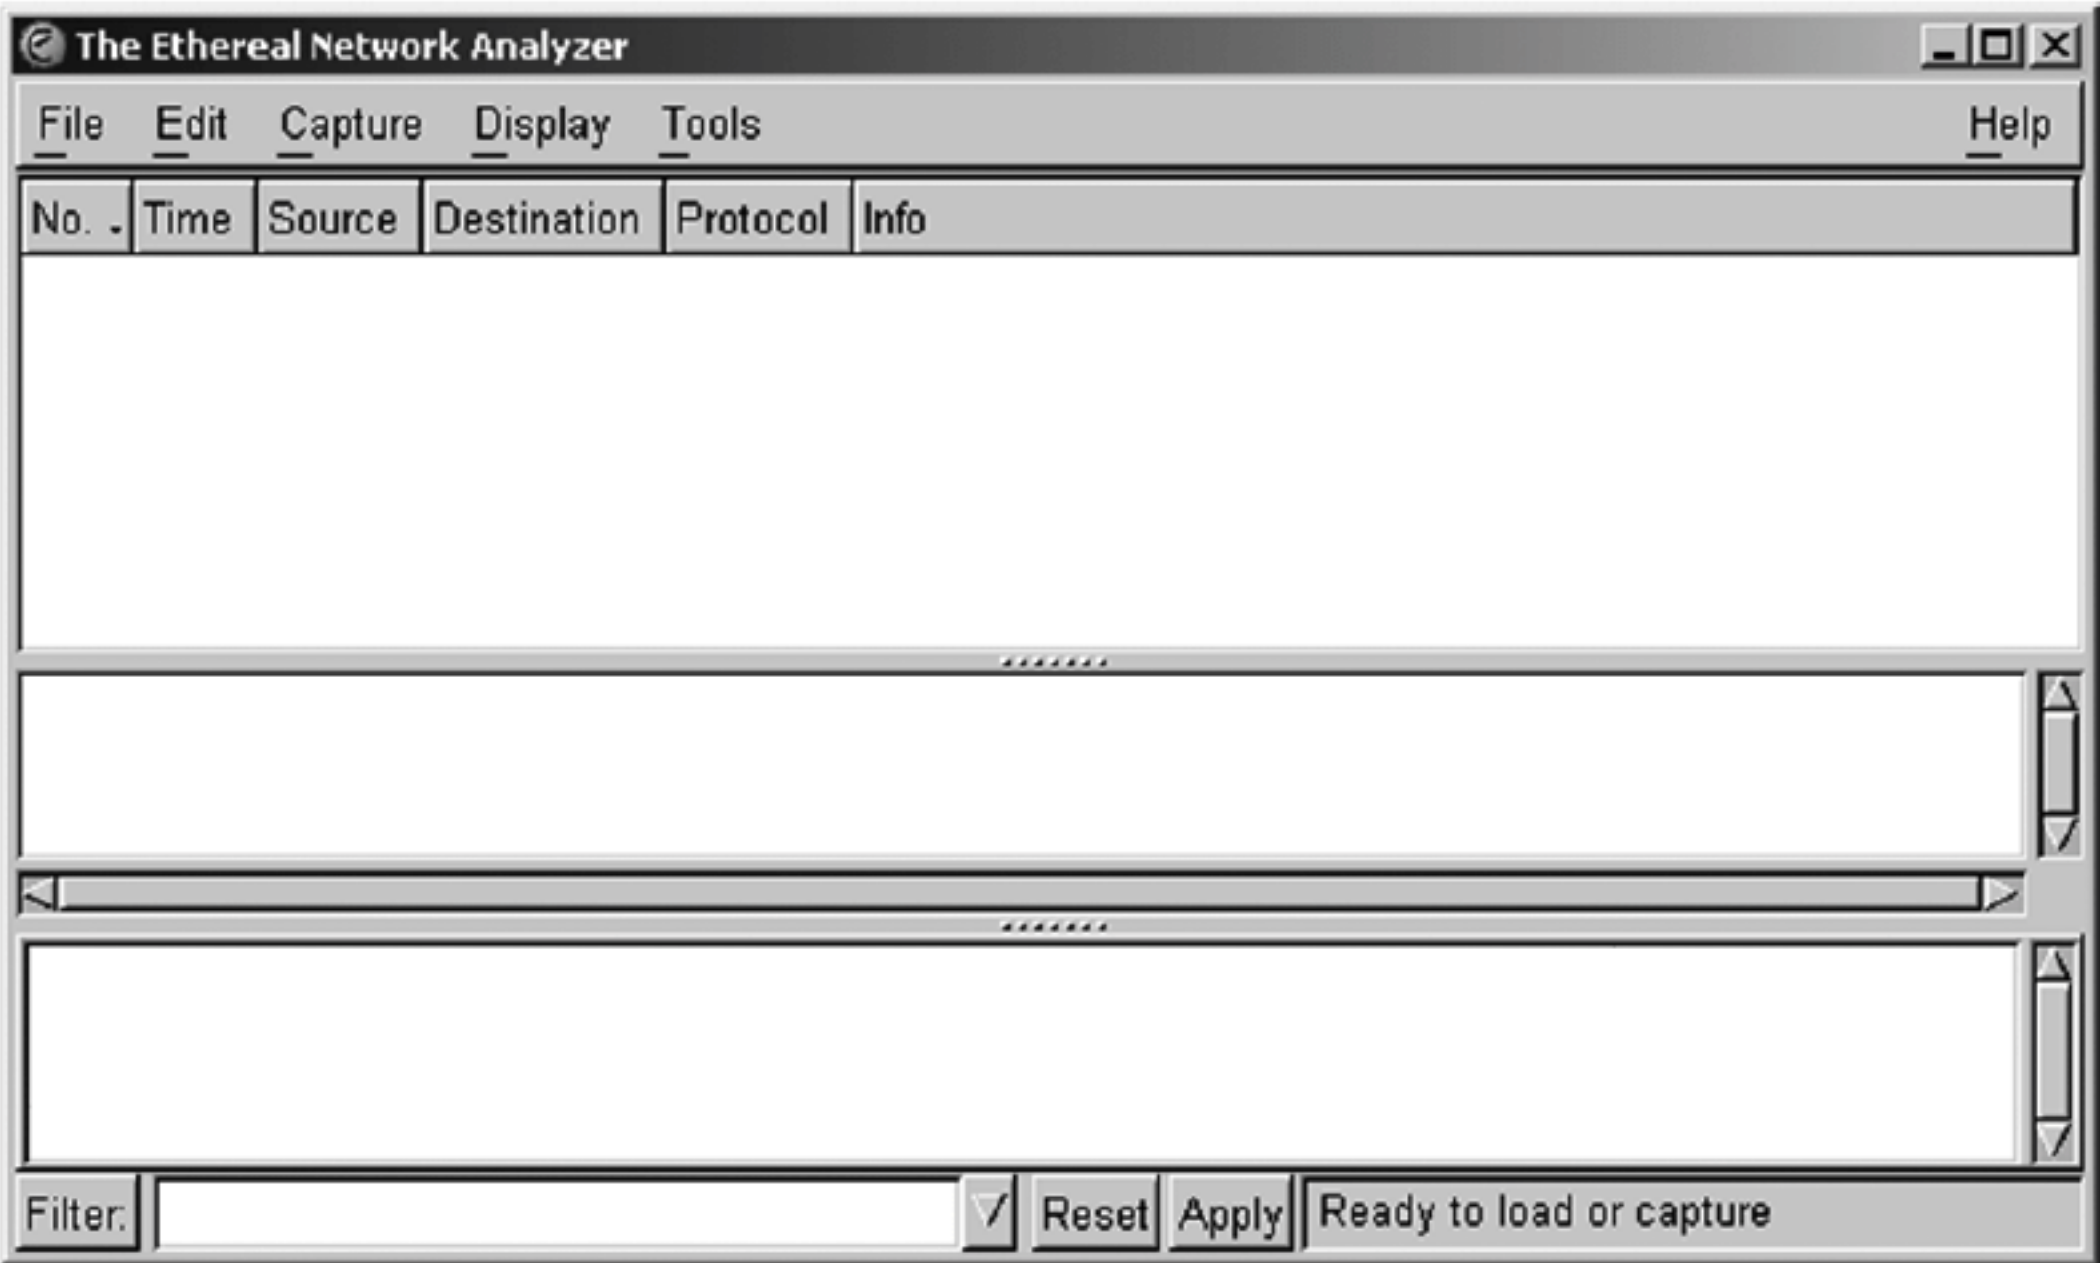 The Ethereal Network Analyzer
File Edit Capture Display Tools Help
No. Time Source Destination Protocol Info
Filter: Reset Apply Ready to load or capture